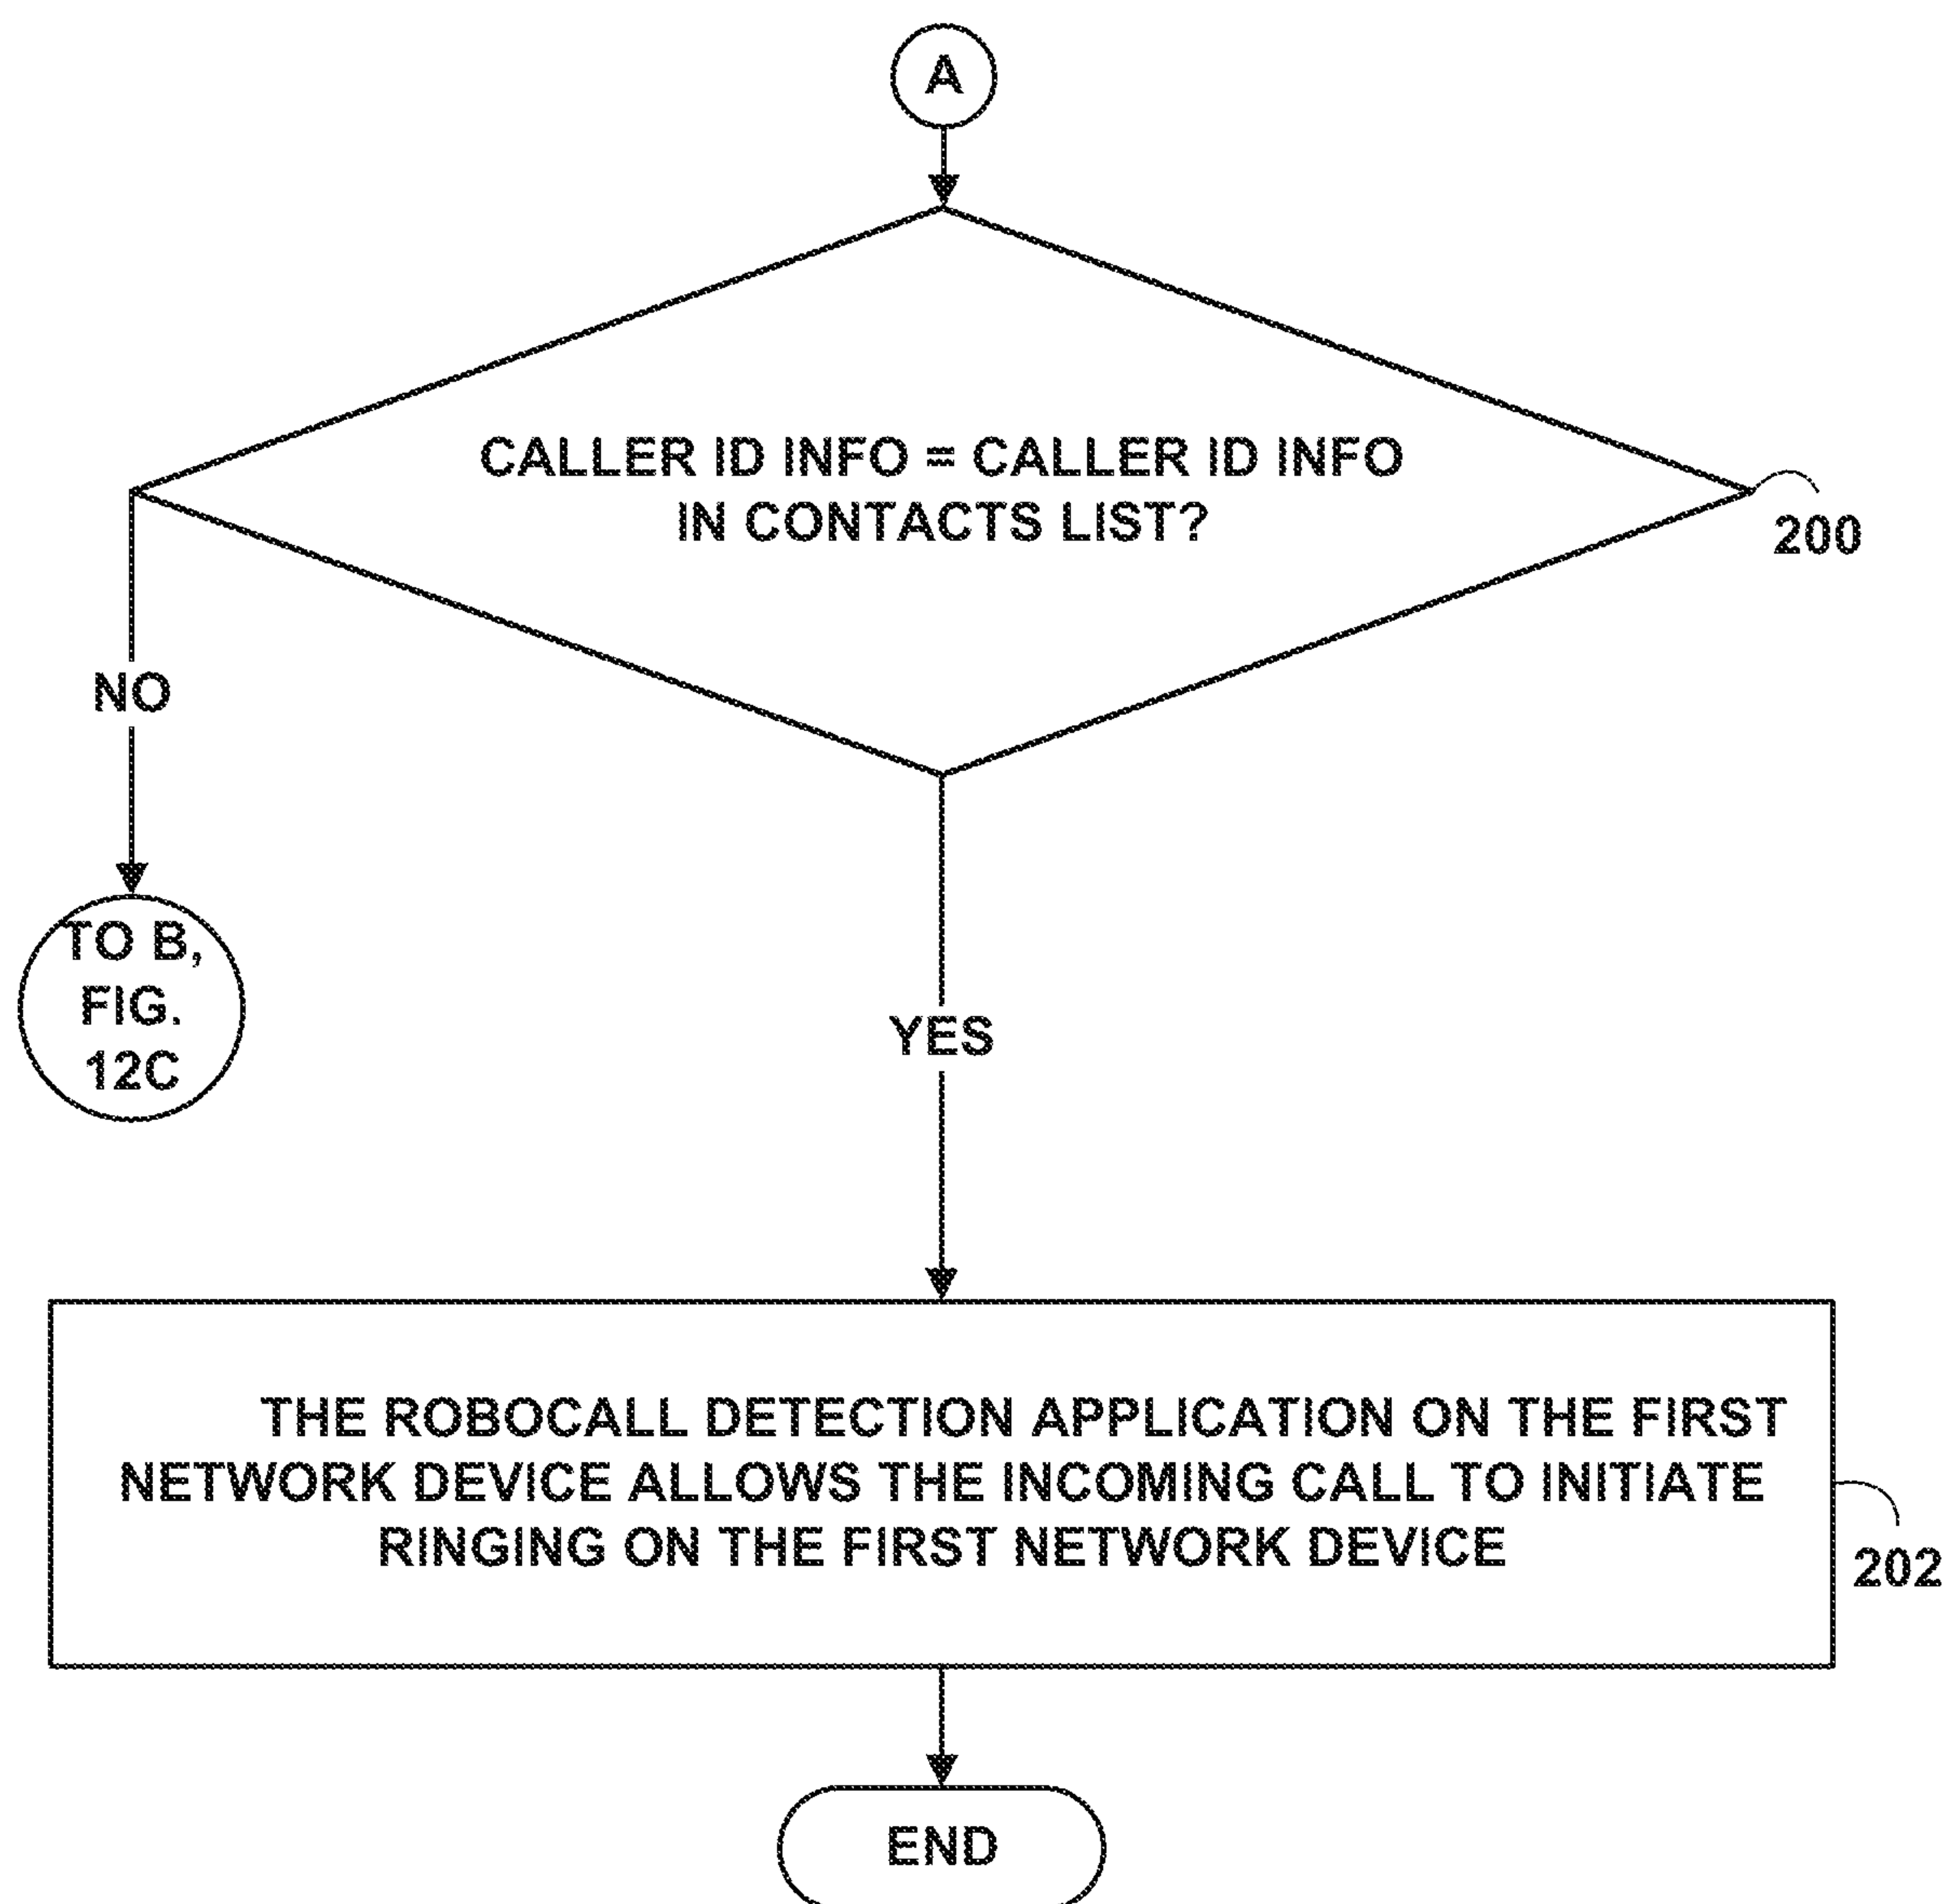 A
CALLER ID INFO = CALLER ID INFO
IN CONTACTS LIST?
200
NO
TO B,
FIG.
12C
YES
THE ROBOCALL DETECTION APPLICATION ON THE FIRST
NETWORK DEVICE ALLOWS THE INCOMING CALL TO INITIATE
RINGING ON THE FIRST NETWORK DEVICE
202
END